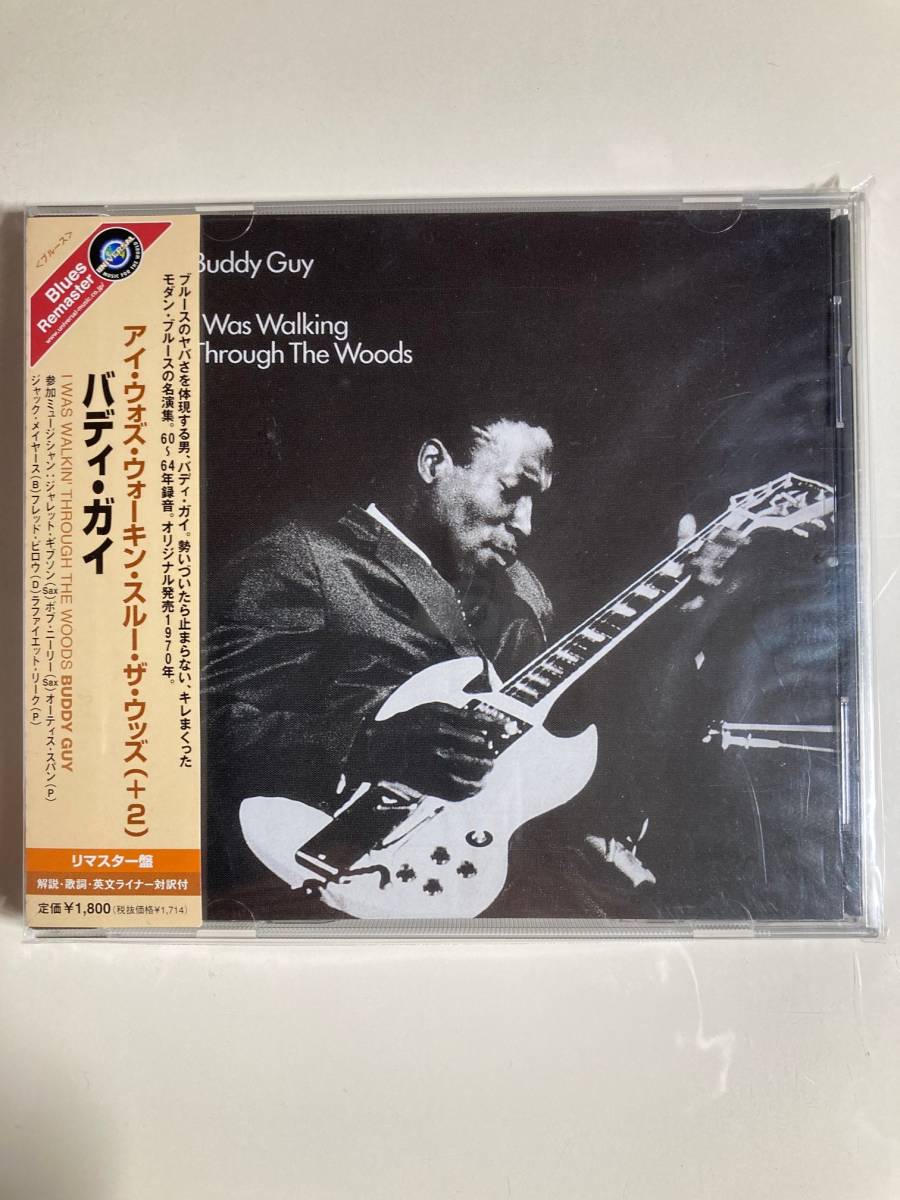 <ブルース>
Blues
Remaster
www.universal-music.co.jp/
UNIVERSAL
アイ・ウォズ・ウォーキン・スルー・ザ・ウッズ(+2)
バディ・ガイ
I WAS WALKIN' THROUGH THE WOODS BUDDY GUY
参加ミュージシャン:ジャレット・ギブソン(Sax)ボブ・ニーリー(Sax)オーティス・スパン(P)
ジャック・メイヤース(B)フレッド・ビロウ(D)ラファイエット・リーク(P)
リマスター盤
解説・歌詞・英文ライナー対訳付
定価¥1,800(税抜価格¥1,714)
ブルースのヤバさを体現する男、バディ・ガイ。勢いづいたら止まらない、キレまくった
モダン・ブルースの名演集。60〜64年録音。オリジナル発売1970年。
Buddy Guy
Was Walking
Through The Woods